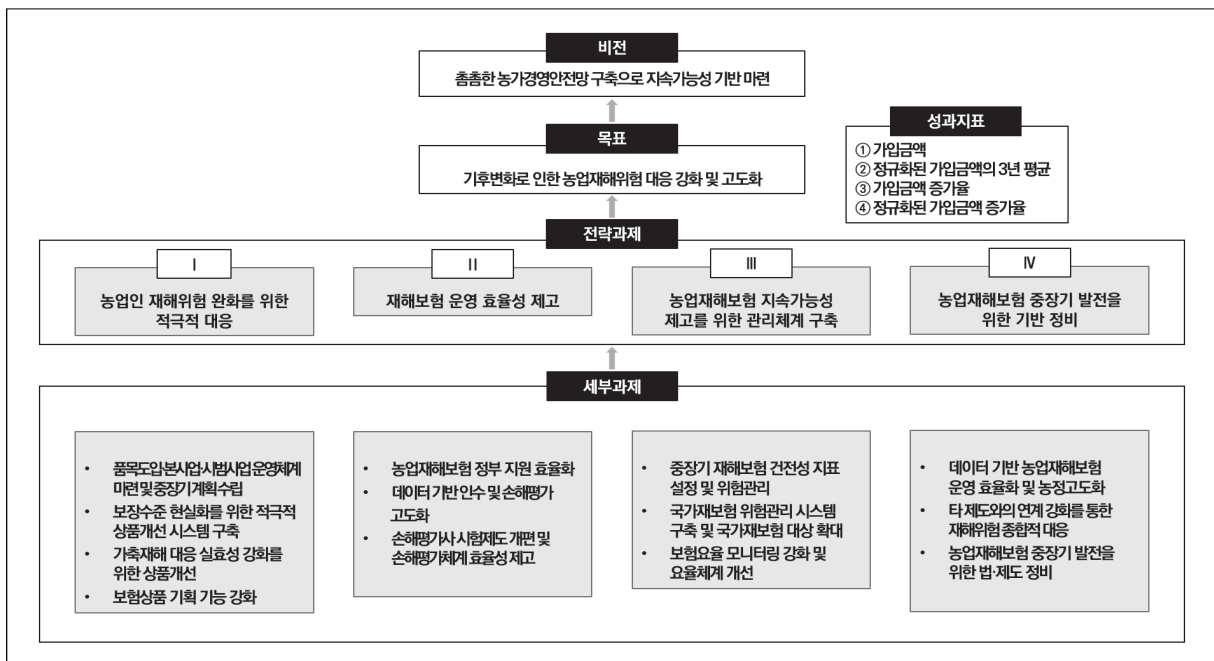 비전
촘촘한 농가경영안전망 구축으로 지속가능성 기반 마련
목표
기후변화로 인한 농업재해위험 대응 강화 및 고도화
성과지표
① 가입금액
② 정규화된 가입금액의 3년 평균
③ 가입금액 증가율
④ 정규화된 가입금액 증가율
전략과제
Ⅰ
농업인 재해위험 완화를 위한
적극적 대응
Ⅱ
재해보험 운영 효율성 제고
Ⅲ
농업재해보험 지속가능성
제고를 위한 관리체계 구축
Ⅳ
농업재해보험 중장기 발전을
위한 기반 정비
세부과제
• 품목도입·본사업·시범사업 운영체계
마련 및 중장기 계획 수립
• 보장수준 현실화를 위한 적극적
상품개선 시스템 구축
• 가축재해 대응 실효성 강화를
위한 상품개선
• 보험상품 기획 기능 강화
• 농업재해보험 정부 지원 효율화
• 데이터 기반 인수 및 손해평가
고도화
• 손해평가사 시험제도 개편 및
손해평가체계 효율성 제고
• 중장기 재해보험 건전성 지표
설정 및 위험관리
• 국가재보험 위험관리 시스템
구축 및 국가재보험 대상 확대
• 보험요율 모니터링 강화 및
요율체계 개선
• 데이터 기반 농업재해보험
운영 효율화 및 농정고도화
• 타 제도와의 연계 강화를 통한
재해위험 종합적 대응
• 농업재해보험 중장기 발전을
위한 법·제도 정비